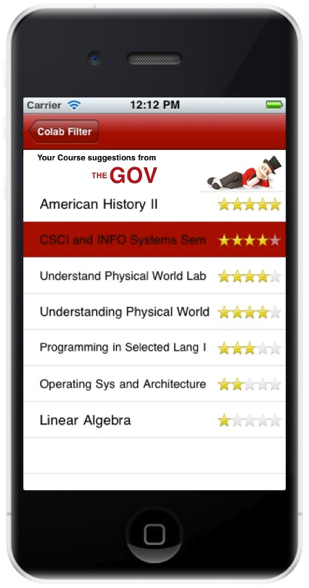 Carrier 12:12 PM
Colab Filter
Your Course suggestions from
THE GOV
American History II
CSCI and INFO Systems Sem
Understand Physical World Lab
Understanding Physical World
Programming in Selected Lang I
Operating Sys and Architecture
Linear Algebra